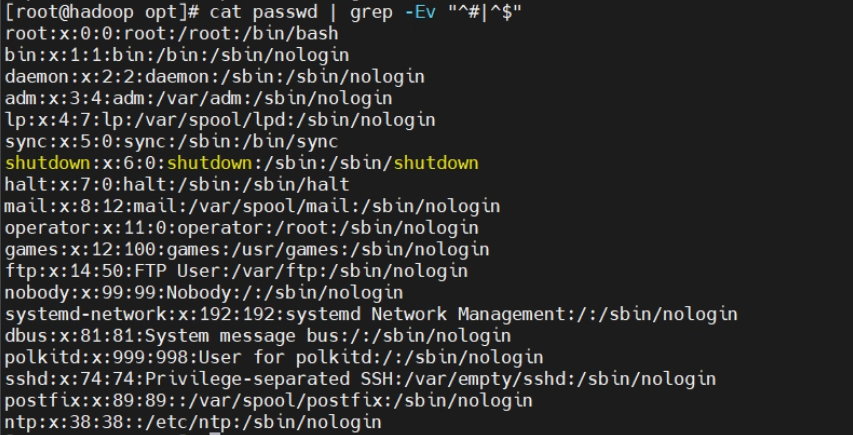 [root@hadoop opt]# cat passwd | grep -Ev "^#|^$"
root:x:0:0:root:/root:/bin/bash
bin:x:1:1:bin:/bin:/sbin/nologin
daemon:x:2:2:daemon:/sbin:/sbin/nologin
adm:x:3:4:adm:/var/adm:/sbin/nologin
lp:x:4:7:lp:/var/spool/lpd:/sbin/nologin
sync:x:5:0:sync:/sbin:/bin/sync
shutdown:x:6:0:shutdown:/sbin:/sbin/shutdown
halt:x:7:0:halt:/sbin:/sbin/halt
mail:x:8:12:mail:/var/spool/mail:/sbin/nologin
operator:x:11:0:operator:/root:/sbin/nologin
games:x:12:100:games:/usr/games:/sbin/nologin
ftp:x:14:50:FTP User:/var/ftp:/sbin/nologin
nobody:x:99:99:Nobody:/:/sbin/nologin
systemd-network:x:192:192:systemd Network Management:/:/sbin/nologin
dbus:x:81:81:System message bus:/:/sbin/nologin
polkitd:x:999:998:User for polkitd:/:/sbin/nologin
sshd:x:74:74:Privilege-separated SSH:/var/empty/sshd:/sbin/nologin
postfix:x:89:89::/var/spool/postfix:/sbin/nologin
ntp:x:38:38::/etc/ntp:/sbin/nologin